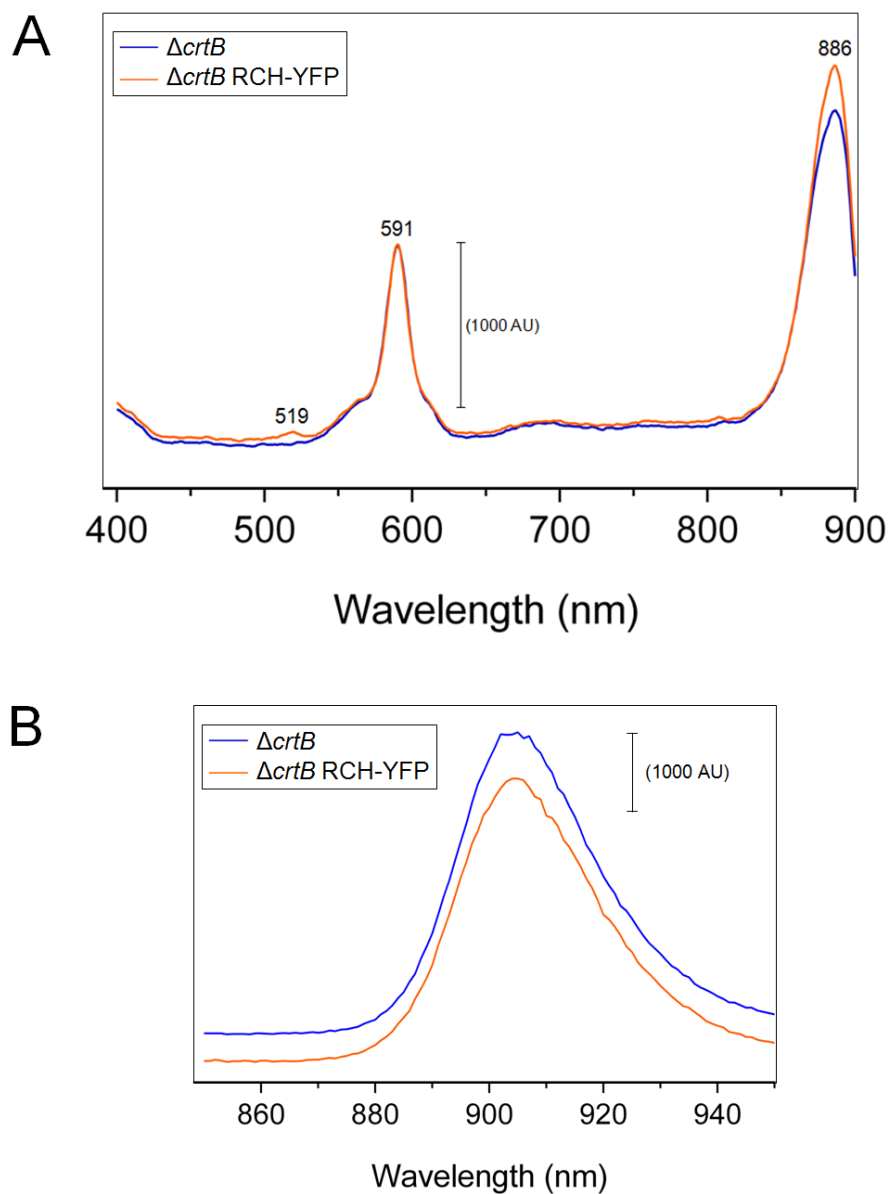 A
ΔcrtB
ΔcrtB RCH-YFP
886
591
(1000 AU)
519
400 500 600 700 800 900
Wavelength (nm)
B
ΔcrtB
ΔcrtB RCH-YFP
(1000 AU)
860 880 900 920 940
Wavelength (nm)